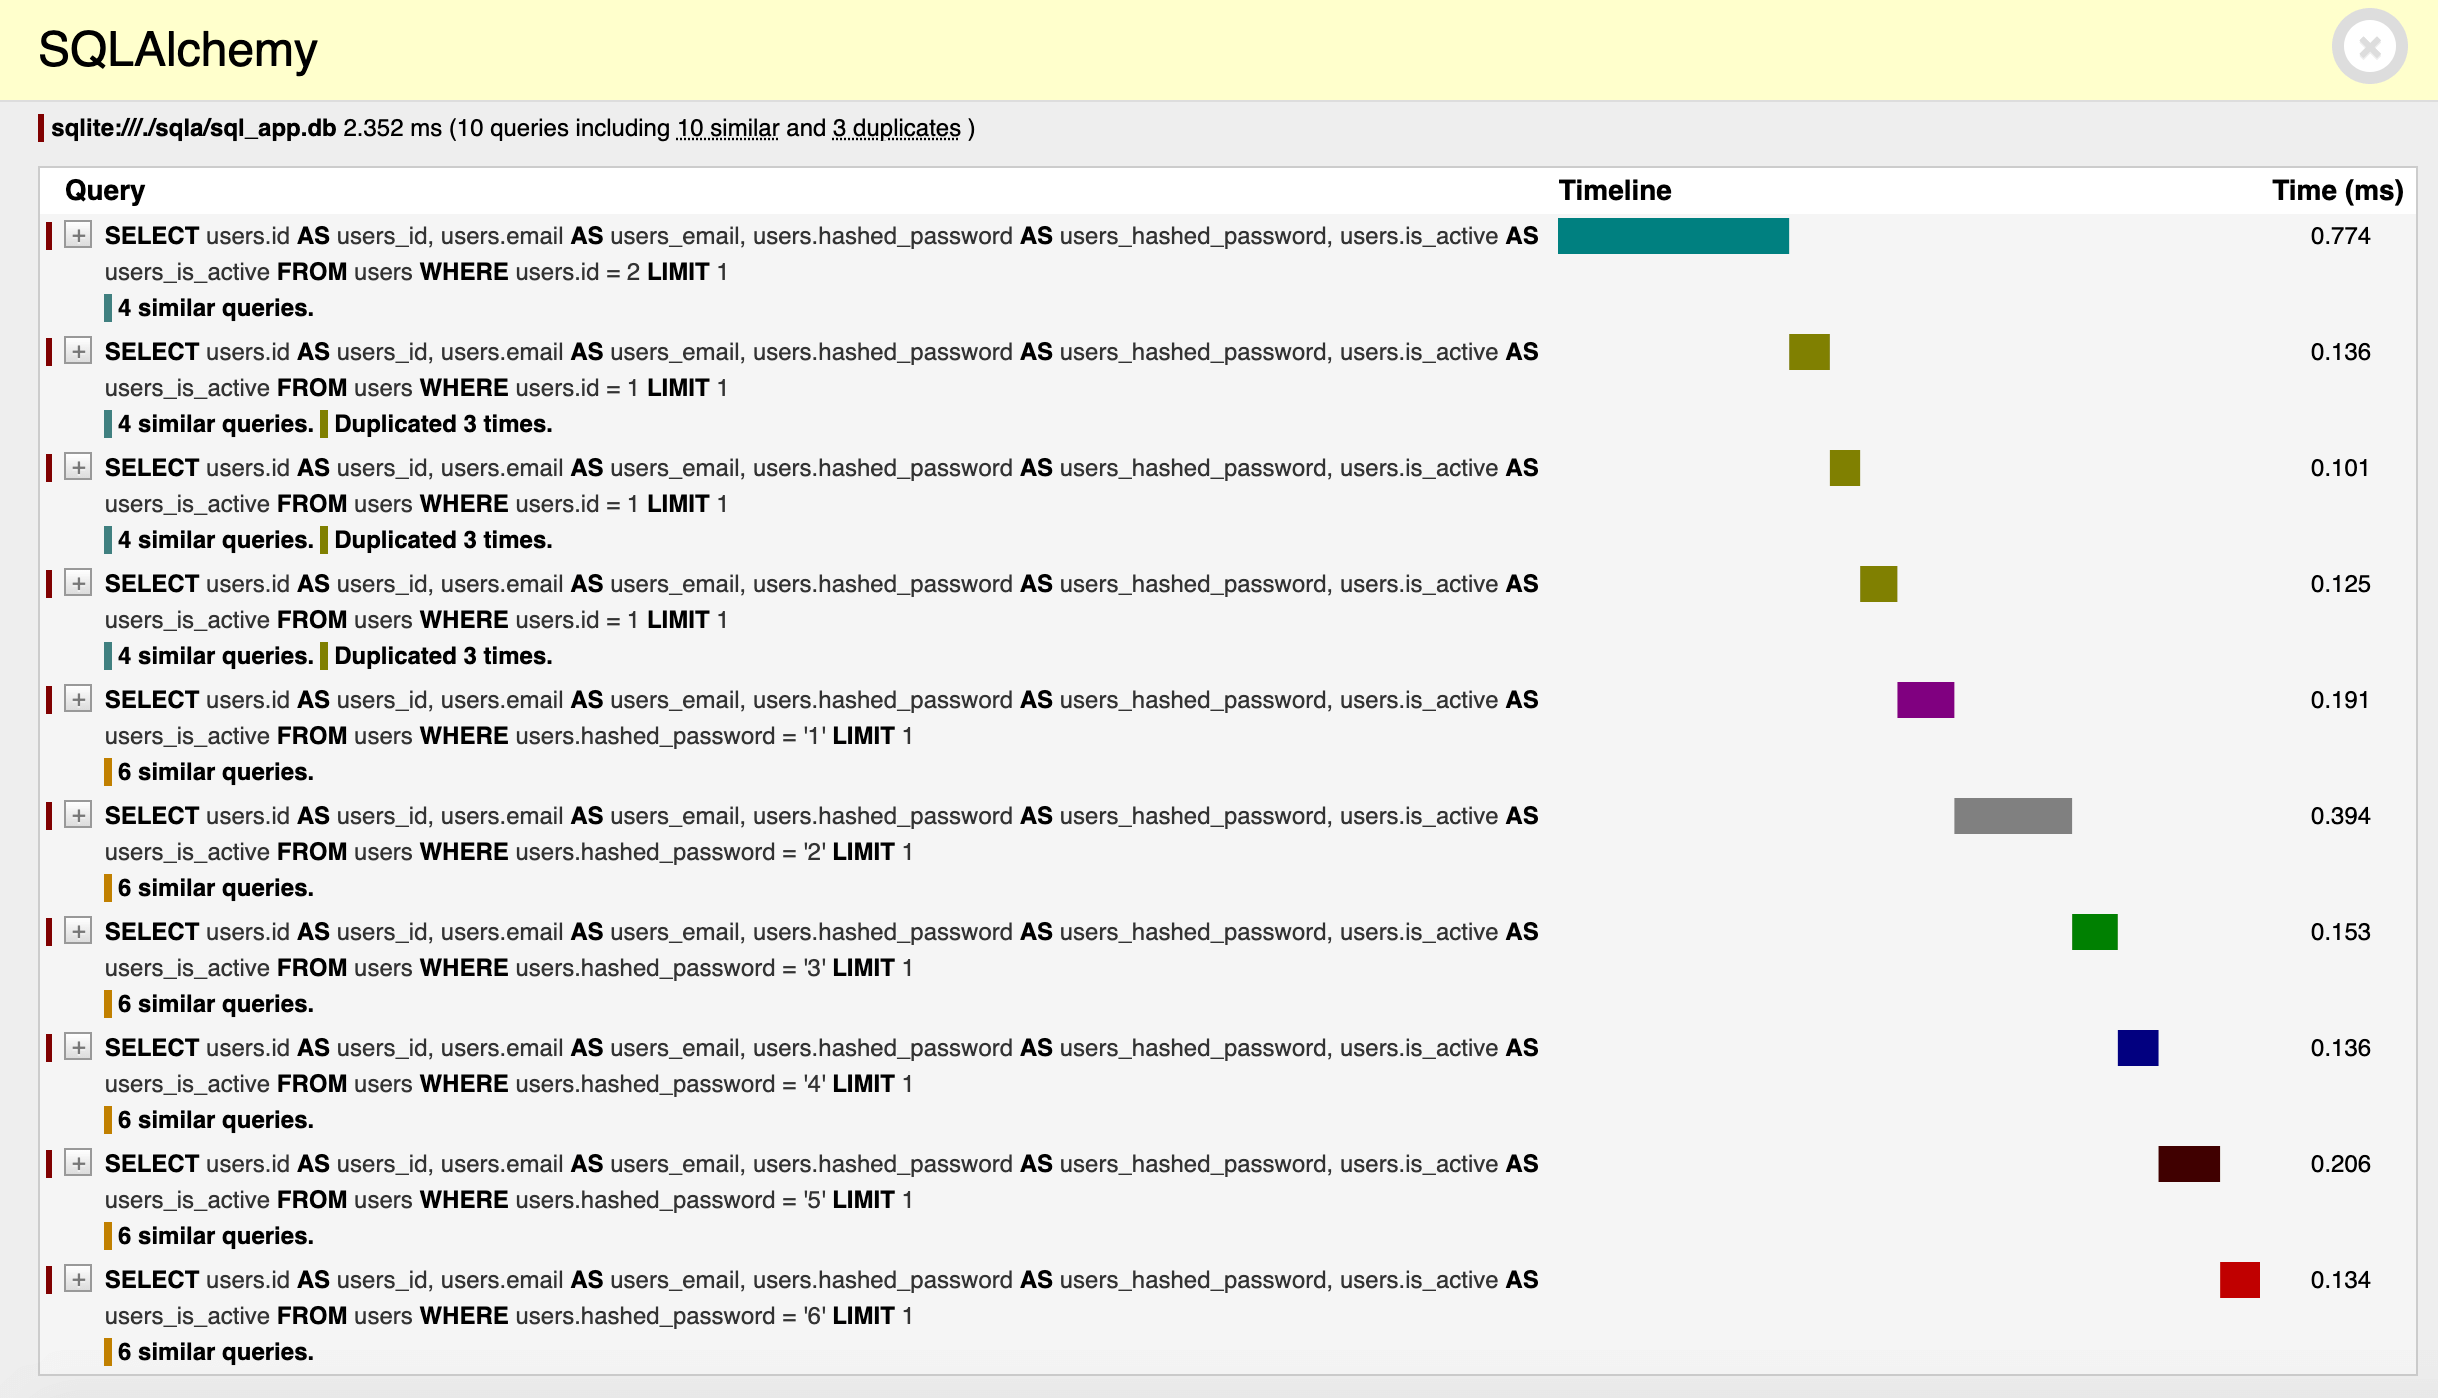 SQLAlchemy
sqlite:///./sqla/sql_app.db 2.352 ms (10 queries including 10 similar and 3 duplicates )
Query Timeline Time (ms)
+ SELECT users.id AS users_id, users.email AS users_email, users.hashed_password AS users_hashed_password, users.is_active AS 0.774
users_is_active FROM users WHERE users.id = 2 LIMIT 1
4 similar queries.
+ SELECT users.id AS users_id, users.email AS users_email, users.hashed_password AS users_hashed_password, users.is_active AS 0.136
users_is_active FROM users WHERE users.id = 1 LIMIT 1
4 similar queries. Duplicated 3 times.
+ SELECT users.id AS users_id, users.email AS users_email, users.hashed_password AS users_hashed_password, users.is_active AS 0.101
users_is_active FROM users WHERE users.id = 1 LIMIT 1
4 similar queries. Duplicated 3 times.
+ SELECT users.id AS users_id, users.email AS users_email, users.hashed_password AS users_hashed_password, users.is_active AS 0.125
users_is_active FROM users WHERE users.id = 1 LIMIT 1
4 similar queries. Duplicated 3 times.
+ SELECT users.id AS users_id, users.email AS users_email, users.hashed_password AS users_hashed_password, users.is_active AS 0.191
users_is_active FROM users WHERE users.hashed_password = '1' LIMIT 1
6 similar queries.
+ SELECT users.id AS users_id, users.email AS users_email, users.hashed_password AS users_hashed_password, users.is_active AS 0.394
users_is_active FROM users WHERE users.hashed_password = '2' LIMIT 1
6 similar queries.
+ SELECT users.id AS users_id, users.email AS users_email, users.hashed_password AS users_hashed_password, users.is_active AS 0.153
users_is_active FROM users WHERE users.hashed_password = '3' LIMIT 1
6 similar queries.
+ SELECT users.id AS users_id, users.email AS users_email, users.hashed_password AS users_hashed_password, users.is_active AS 0.136
users_is_active FROM users WHERE users.hashed_password = '4' LIMIT 1
6 similar queries.
+ SELECT users.id AS users_id, users.email AS users_email, users.hashed_password AS users_hashed_password, users.is_active AS 0.206
users_is_active FROM users WHERE users.hashed_password = '5' LIMIT 1
6 similar queries.
+ SELECT users.id AS users_id, users.email AS users_email, users.hashed_password AS users_hashed_password, users.is_active AS 0.134
users_is_active FROM users WHERE users.hashed_password = '6' LIMIT 1
6 similar queries.